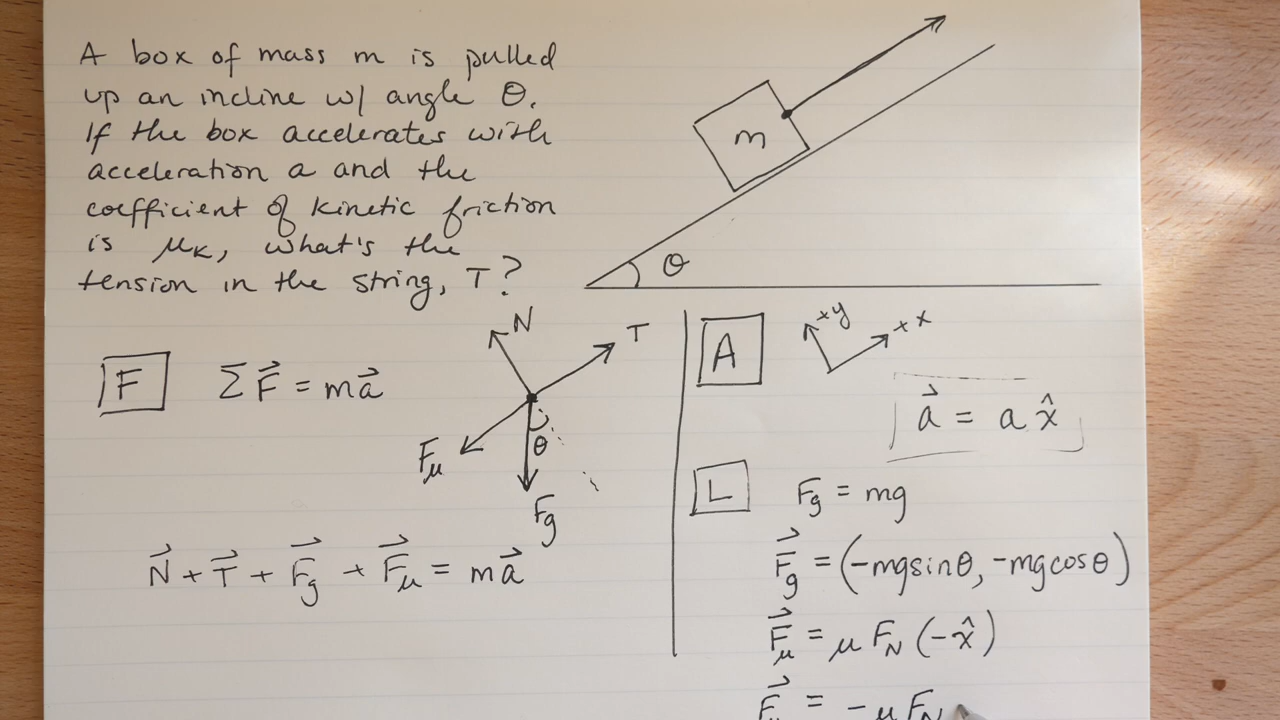 A box of mass m is pulled
up an incline w/ angle θ.
If the box accelerates with
acceleration a and the
coefficient of kinetic friction
is μK, what's the
tension in the string, T?
m
θ
F
ΣF⃗ = ma⃗
N
T
Fμ
θ
Fg
N⃗ + T⃗ + F⃗g + F⃗μ = ma⃗
A
+y
+x
a⃗ = a x̂
L
Fg = mg
F⃗g = (-mgsinθ, -mgcosθ)
F⃗μ = μ FN (-x̂)
F⃗μ = -μ FN